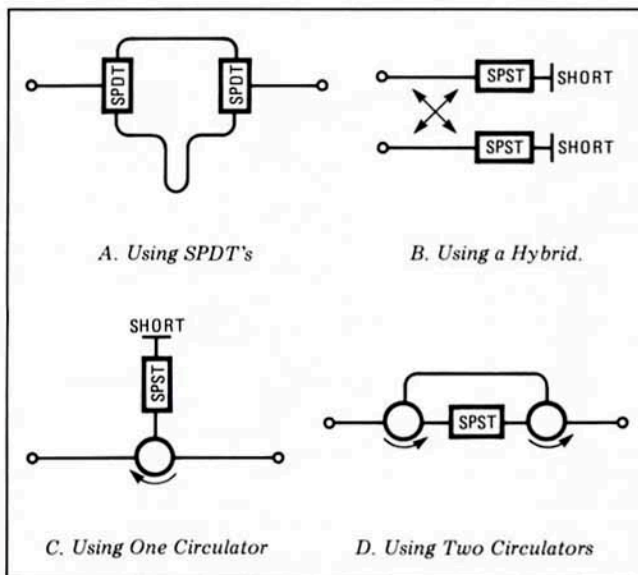 SPDT
SPDT
A. Using SPDT's
SPST
SHORT
SPST
SHORT
B. Using a Hybrid.
SHORT
SPST
C. Using One Circulator
SPST
D. Using Two Circulators